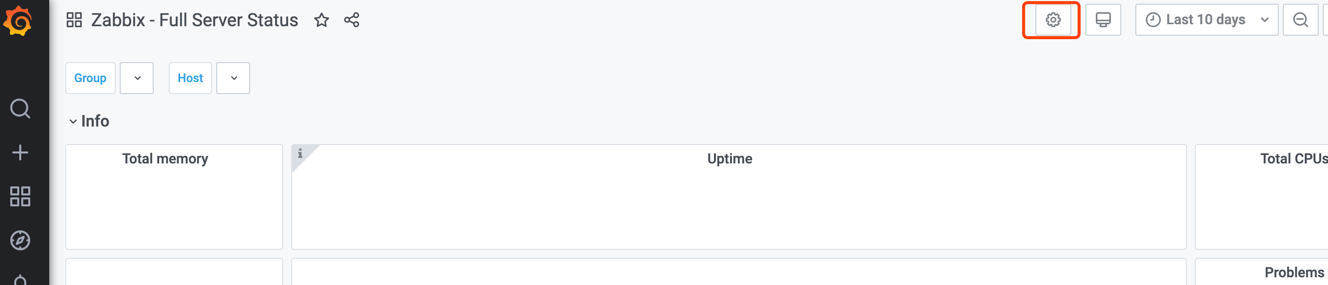 Zabbix - Full Server Status
Last 10 days
Group
Host
Info
Total memory
i
Uptime
Total CPUs
Problems